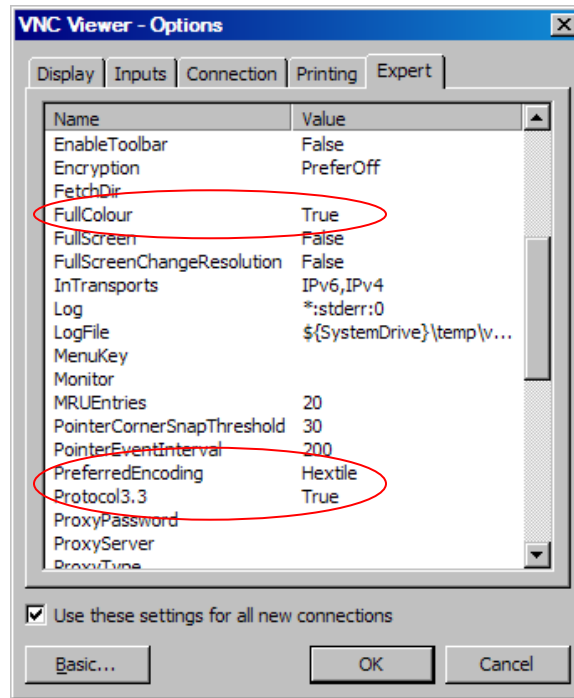 VNC Viewer - Options
Display Inputs Connection Printing Expert
Name Value
EnableToolbar False
Encryption PreferOff
FetchDir
FullColour True
FullScreen False
FullScreenChangeResolution False
InTransports IPv6,IPv4
Log *:stderr:0
LogFile ${SystemDrive}\temp\v...
MenuKey
Monitor
MRUEntries 20
PointerCornerSnapThreshold 30
PointerEventInterval 200
PreferredEncoding Hextile
Protocol3.3 True
ProxyPassword
ProxyServer
ProxyType
Use these settings for all new connections
Basic... OK Cancel